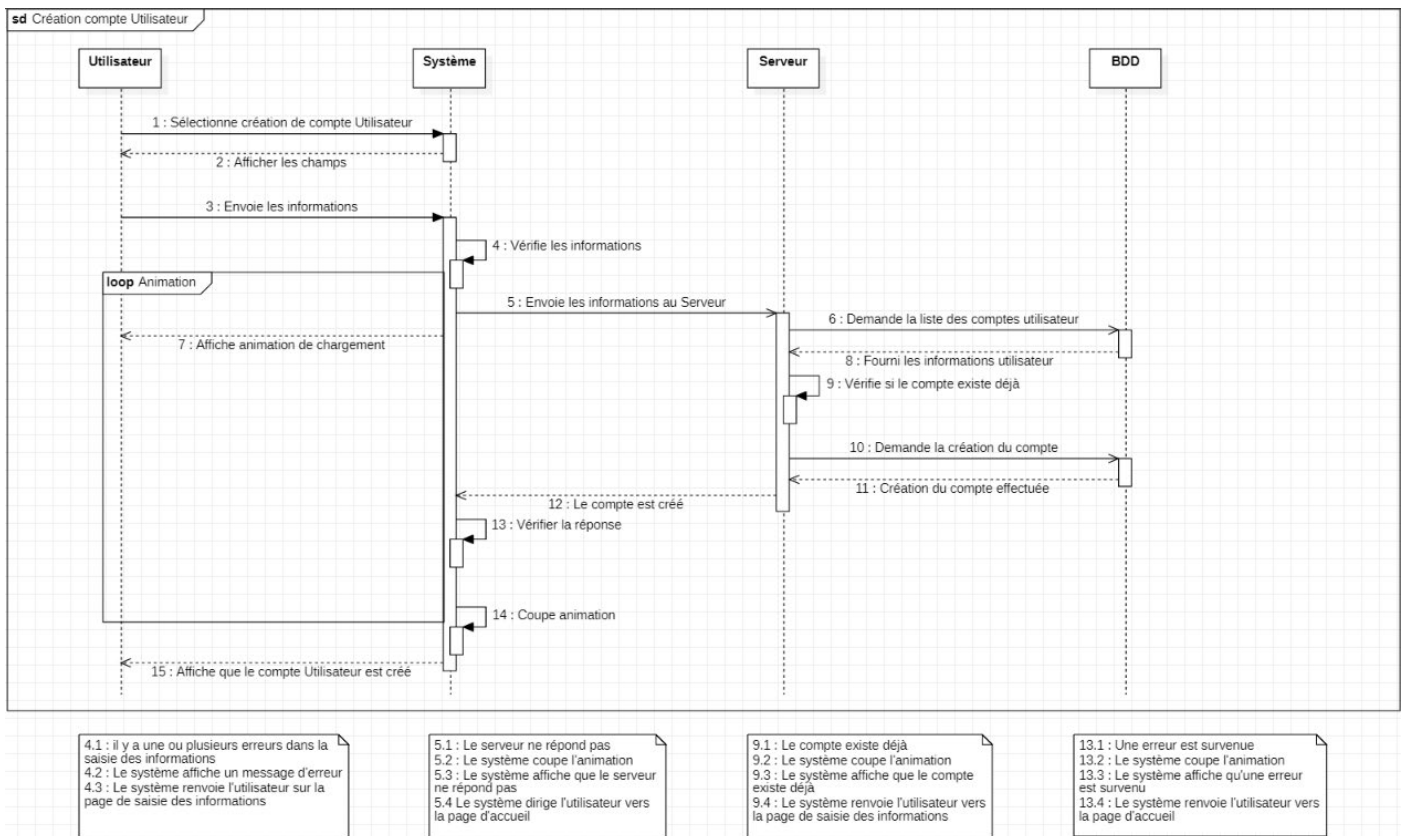 sd Création compte Utilisateur
Utilisateur
Système
Serveur
BDD
1 : Sélectionne création de compte Utilisateur
2 : Afficher les champs
3 : Envoie les informations
4 : Vérifie les informations
loop Animation
5 : Envoie les informations au Serveur
6 : Demande la liste des comptes utilisateur
7 : Affiche animation de chargement
8 : Fourni les informations utilisateur
9 : Vérifie si le compte existe déjà
10 : Demande la création du compte
11 : Création du compte effectuée
12 : Le compte est créé
13 : Vérifier la réponse
14 : Coupe animation
15 : Affiche que le compte Utilisateur est créé
4.1 : il y a une ou plusieurs erreurs dans la
saisie des informations
4.2 : Le système affiche un message d'erreur
4.3 : Le système renvoie l'utilisateur sur la
page de saisie des informations
5.1 : Le serveur ne répond pas
5.2 : Le système coupe l'animation
5.3 : Le système affiche que le serveur
ne répond pas
5.4 Le système dirige l'utilisateur vers
la page d'accueil
9.1 : Le compte existe déjà
9.2 : Le système coupe l'animation
9.3 : Le système affiche que le compte
existe déjà
9.4 : Le système renvoie l'utilisateur vers
la page de saisie des informations
13.1 : Une erreur est survenue
13.2 : Le système coupe l'animation
13.3 : Le système affiche qu'une erreur
est survenu
13.4 : Le système renvoie l'utilisateur vers
la page d'accueil